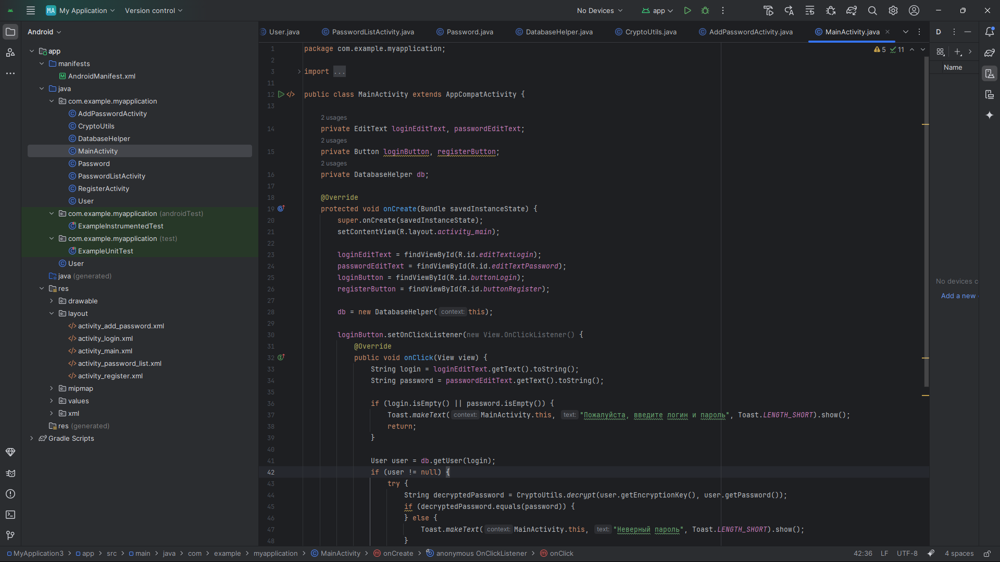 MA My Application Version control No Devices app
Android
User.java PasswordListActivity.java Password.java DatabaseHelper.java CryptoUtils.java AddPasswordActivity.java MainActivity.java D
app
manifests
AndroidManifest.xml
java
com.example.myapplication
AddPasswordActivity
CryptoUtils
DatabaseHelper
MainActivity
Password
PasswordListActivity
RegisterActivity
User
com.example.myapplication (androidTest)
ExampleInstrumentedTest
com.example.myapplication (test)
ExampleUnitTest
User
java (generated)
res
drawable
layout
activity_add_password.xml
activity_login.xml
activity_main.xml
activity_password_list.xml
activity_register.xml
mipmap
values
xml
res (generated)
Gradle Scripts
1 package com.example.myapplication;
2
3 import ...
11
12 public class MainActivity extends AppCompatActivity {
13
2 usages
14 private EditText loginEditText, passwordEditText;
2 usages
15 private Button loginButton, registerButton;
2 usages
16 private DatabaseHelper db;
17
18 @Override
19 protected void onCreate(Bundle savedInstanceState) {
20 super.onCreate(savedInstanceState);
21 setContentView(R.layout.activity_main);
22
23 loginEditText = findViewById(R.id.editTextLogin);
24 passwordEditText = findViewById(R.id.editTextPassword);
25 loginButton = findViewById(R.id.buttonLogin);
26 registerButton = findViewById(R.id.buttonRegister);
27
28 db = new DatabaseHelper( context: this);
29
30 loginButton.setOnClickListener(new View.OnClickListener() {
31 @Override
32 public void onClick(View view) {
33 String login = loginEditText.getText().toString();
34 String password = passwordEditText.getText().toString();
35
36 if (login.isEmpty() || password.isEmpty()) {
37 Toast.makeText( context: MainActivity.this, text: "Пожалуйста, введите логин и пароль", Toast.LENGTH_SHORT).show();
38 return;
39 }
40
41 User user = db.getUser(login);
42 if (user != null) {
43 try {
44 String decryptedPassword = CryptoUtils.decrypt(user.getEncryptionKey(), user.getPassword());
45 if (decryptedPassword.equals(password)) {
46 } else {
47 Toast.makeText( context: MainActivity.this, text: "Неверный пароль", Toast.LENGTH_SHORT).show();
48 }
5 11
Name
No devices c
Add a new
MyApplication3 > app > src > main > java > com > example > myapplication > MainActivity > onCreate > anonymous OnClickListener > onClick 42:36 LF UTF-8 4 spaces